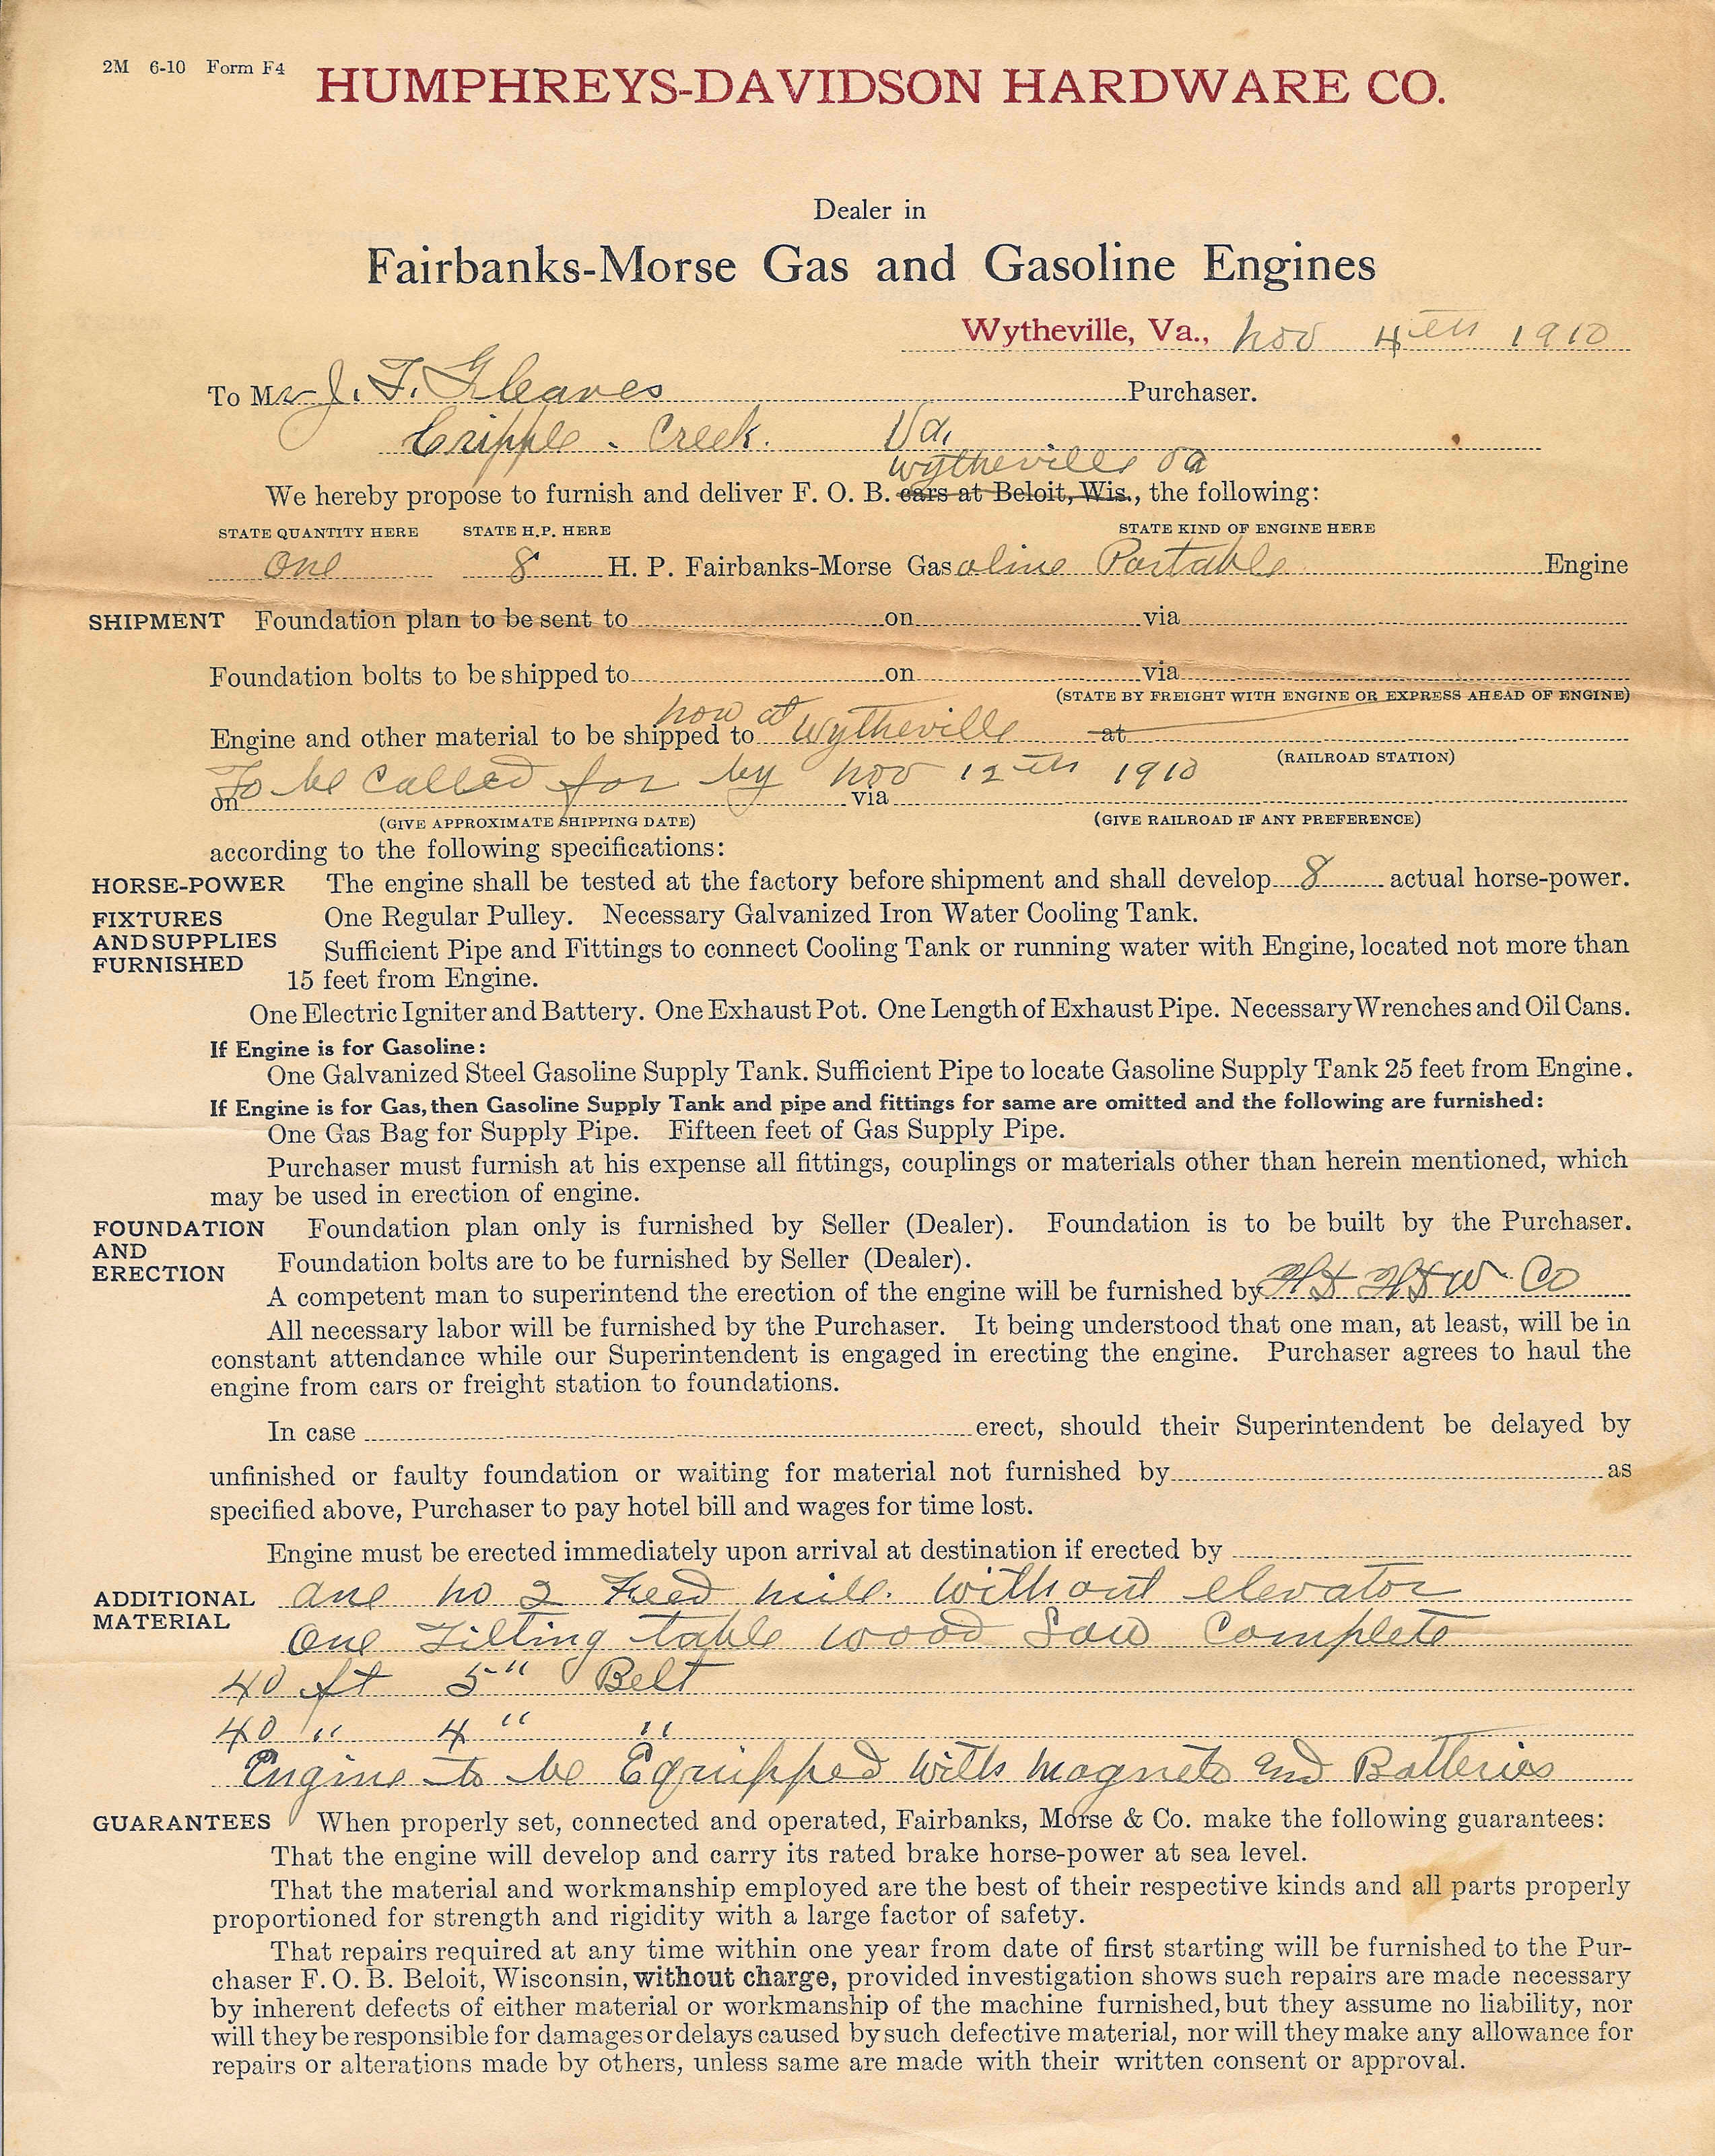 2M 6-10 Form F4
HUMPHREYS-DAVIDSON HARDWARE CO.
Dealer in
Fairbanks-Morse Gas and Gasoline Engines
Wytheville, Va., Nov 4th 1910
To Mr J. T. Gleaves Purchaser.
Cripple - Creek. Va.
Wytheville Va
We hereby propose to furnish and deliver F. O. B. cars at Beloit, Wis., the following:
STATE QUANTITY HERE STATE H.P. HERE STATE KIND OF ENGINE HERE
One 8 H. P. Fairbanks-Morse Gasoline Portable Engine
SHIPMENT Foundation plan to be sent to on via
Foundation bolts to be shipped to on via
(STATE BY FREIGHT WITH ENGINE OR EXPRESS AHEAD OF ENGINE)
now at
Engine and other material to be shipped to Wytheville at
(RAILROAD STATION)
To be Called for by Nov 12th 1910
on via
(GIVE APPROXIMATE SHIPPING DATE) (GIVE RAILROAD IF ANY PREFERENCE)
according to the following specifications:
HORSE-POWER The engine shall be tested at the factory before shipment and shall develop 8 actual horse-power.
FIXTURES AND SUPPLIES FURNISHED One Regular Pulley. Necessary Galvanized Iron Water Cooling Tank.
Sufficient Pipe and Fittings to connect Cooling Tank or running water with Engine, located not more than
15 feet from Engine.
One Electric Igniter and Battery. One Exhaust Pot. One Length of Exhaust Pipe. Necessary Wrenches and Oil Cans.
If Engine is for Gasoline:
One Galvanized Steel Gasoline Supply Tank. Sufficient Pipe to locate Gasoline Supply Tank 25 feet from Engine.
If Engine is for Gas, then Gasoline Supply Tank and pipe and fittings for same are omitted and the following are furnished:
One Gas Bag for Supply Pipe. Fifteen feet of Gas Supply Pipe.
Purchaser must furnish at his expense all fittings, couplings or materials other than herein mentioned, which
may be used in erection of engine.
FOUNDATION AND ERECTION Foundation plan only is furnished by Seller (Dealer). Foundation is to be built by the Purchaser.
Foundation bolts are to be furnished by Seller (Dealer).
A competent man to superintend the erection of the engine will be furnished by HD HDW Co
All necessary labor will be furnished by the Purchaser. It being understood that one man, at least, will be in
constant attendance while our Superintendent is engaged in erecting the engine. Purchaser agrees to haul the
engine from cars or freight station to foundations.
In case erect, should their Superintendent be delayed by
unfinished or faulty foundation or waiting for material not furnished by as
specified above, Purchaser to pay hotel bill and wages for time lost.
Engine must be erected immediately upon arrival at destination if erected by
ADDITIONAL MATERIAL one no 2 Feed mill. Without elevator
One Tilting table wood Saw Complete
40 ft 5" Belt
40 " 4 " "
Engine to be Equipped with Magneto and Batteries
GUARANTEES When properly set, connected and operated, Fairbanks, Morse & Co. make the following guarantees:
That the engine will develop and carry its rated brake horse-power at sea level.
That the material and workmanship employed are the best of their respective kinds and all parts properly
proportioned for strength and rigidity with a large factor of safety.
That repairs required at any time within one year from date of first starting will be furnished to the Pur-
chaser F. O. B. Beloit, Wisconsin, without charge, provided investigation shows such repairs are made necessary
by inherent defects of either material or workmanship of the machine furnished, but they assume no liability, nor
will they be responsible for damages or delays caused by such defective material, nor will they make any allowance for
repairs or alterations made by others, unless same are made with their written consent or approval.